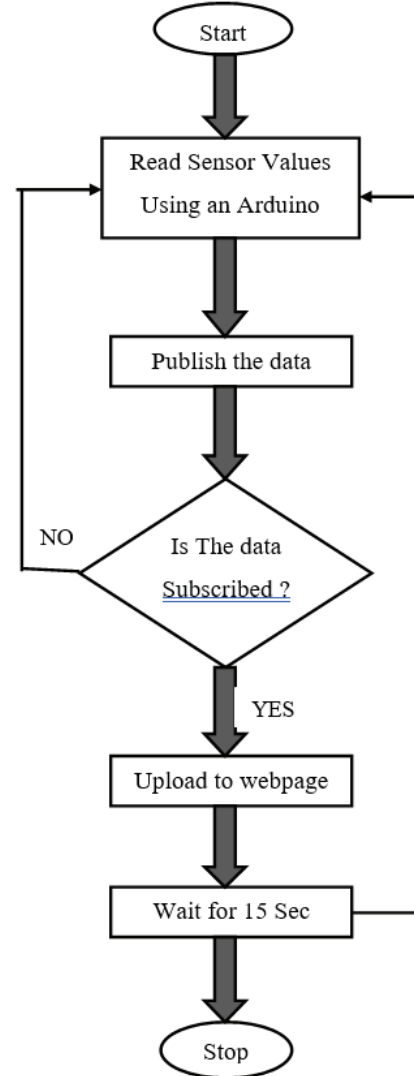 Start
Read Sensor Values
Using an Arduino
Publish the data
NO
Is The data
Subscribed ?
YES
Upload to webpage
Wait for 15 Sec
Stop